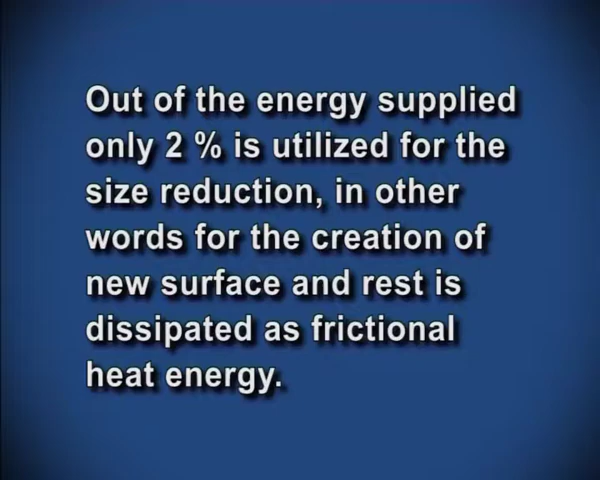 Out of the energy supplied
only 2 % is utilized for the
size reduction, in other
words for the creation of
new surface and rest is
dissipated as frictional
heat energy.